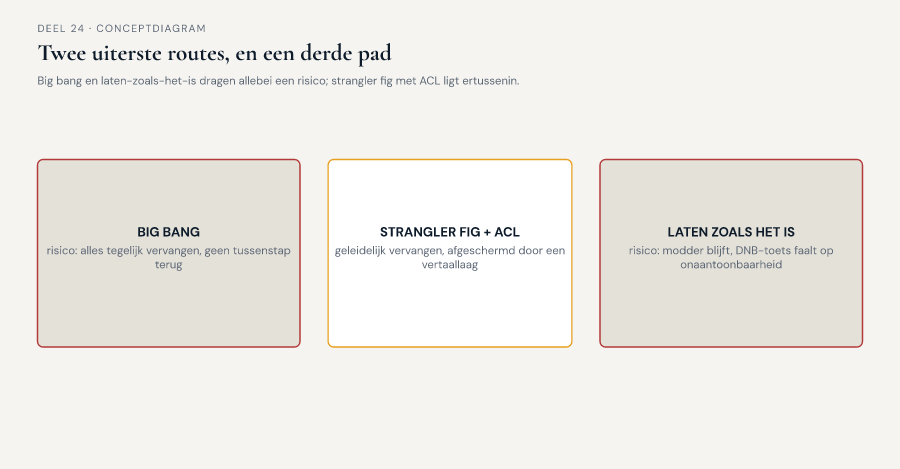 DEEL 24 · CONCEPTDIAGRAM
Twee uiterste routes, en een derde pad
Big bang en laten-zoals-het-is dragen allebei een risico; strangler fig met ACL ligt ertussenin.
BIG BANG
risico: alles tegelijk vervangen, geen tussenstap
terug
STRANGLER FIG + ACL
geleidelijk vervangen, afgeschermd door een
vertaallaag
LATEN ZOALS HET IS
risico: modder blijft, DNB-toets faalt op
onaantoonbaarheid